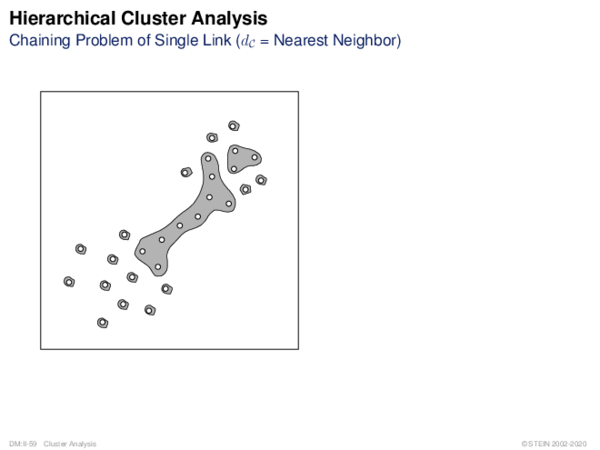 Hierarchical Cluster Analysis
Chaining Problem of Single Link (d_C = Nearest Neighbor)
DM:II-59 Cluster Analysis
© STEIN 2002-2020